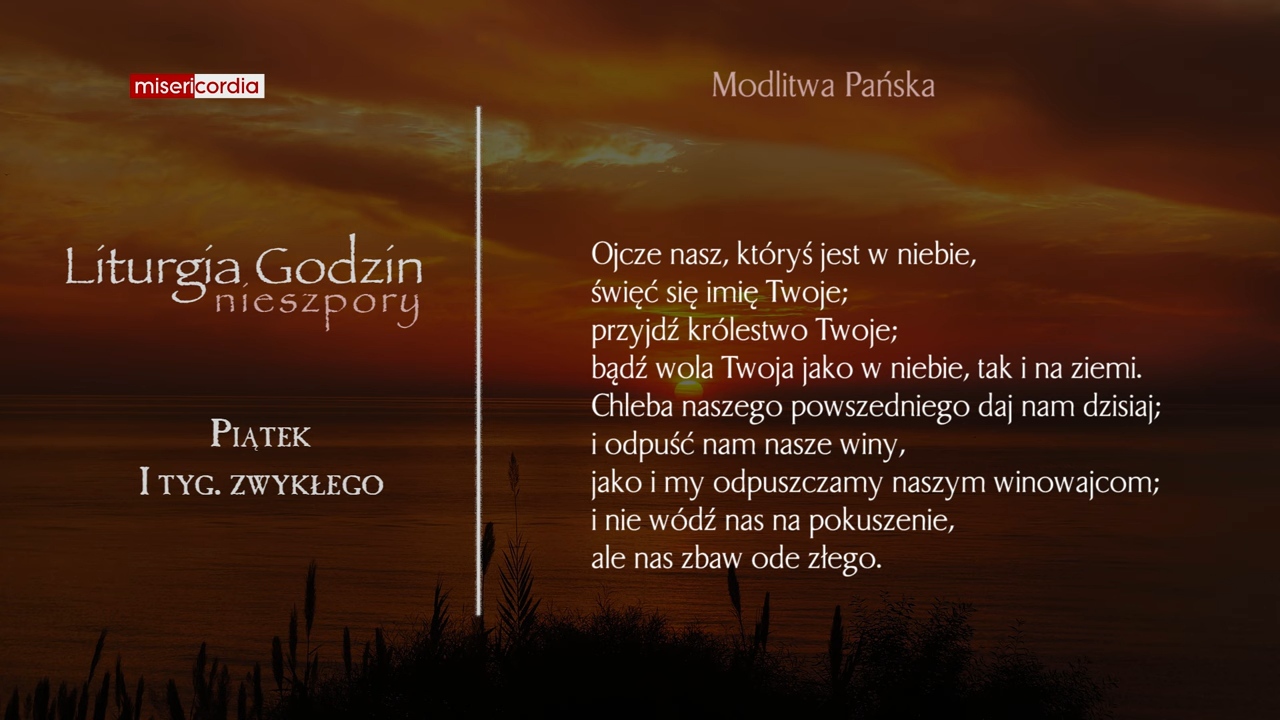 misericordia
Liturgia Godzin
nieszpory
Piątek
I tyg. zwykłego
Modlitwa Pańska
Ojcze nasz, któryś jest w niebie,
święć się imię Twoje;
przyjdź królestwo Twoje;
bądź wola Twoja jako w niebie, tak i na ziemi.
Chleba naszego powszedniego daj nam dzisiaj;
i odpuść nam nasze winy,
jako i my odpuszczamy naszym winowajcom;
i nie wódź nas na pokuszenie,
ale nas zbaw ode złego.